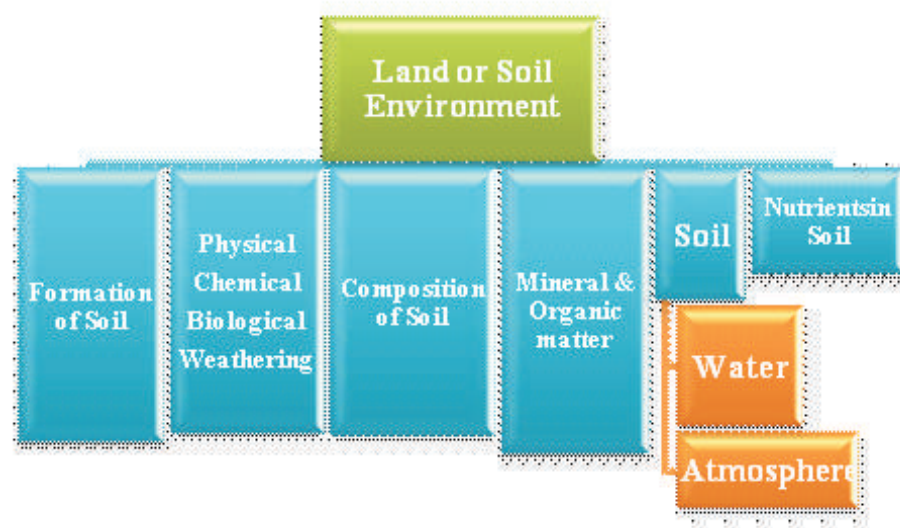 Land or Soil
Environment
Formation
of Soil
Physical
Chemical
Biological
Weathering
Composition
of Soil
Mineral &
Organic
matter
Soil
Nutrientsin
Soil
Water
Atmosphere